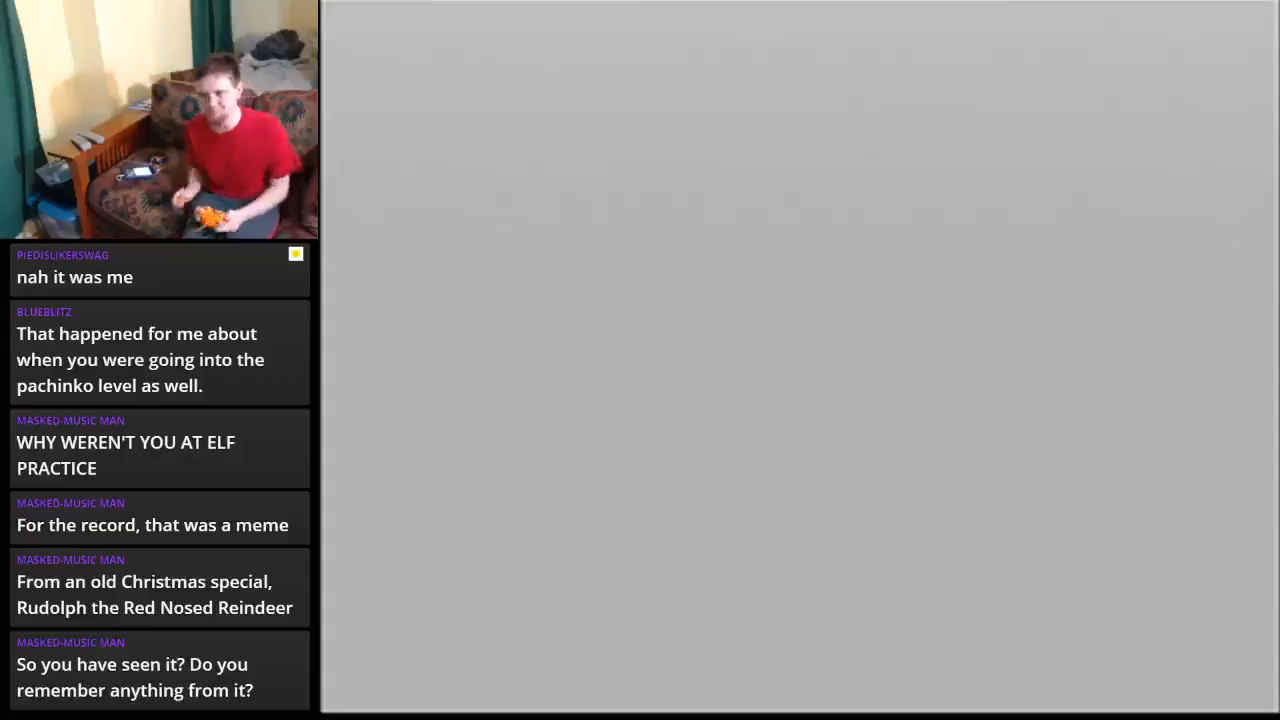 PIEDISLIKERSWAG
nah it was me
BLUEBLITZ
That happened for me about
when you were going into the
pachinko level as well.
MASKED-MUSIC MAN
WHY WEREN'T YOU AT ELF
PRACTICE
MASKED-MUSIC MAN
For the record, that was a meme
MASKED-MUSIC MAN
From an old Christmas special,
Rudolph the Red Nosed Reindeer
MASKED-MUSIC MAN
So you have seen it? Do you
remember anything from it?